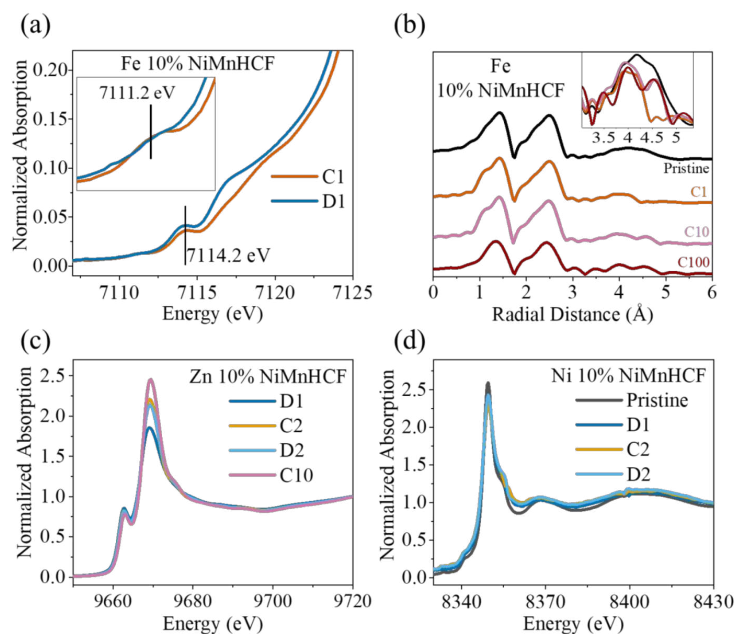 (a)
Fe 10% NiMnHCF
7111.2 eV
C1
D1
7114.2 eV
0.20
0.15
0.10
0.05
0.00
7110 7115 7120 7125
Energy (eV)
Normalized Absorption
(b)
Fe
10% NiMnHCF
3.5 4 4.5 5
Pristine
C1
C10
C100
0 1 2 3 4 5 6
Radial Distance (Å)
(c)
Zn 10% NiMnHCF
D1
C2
D2
C10
2.5
2.0
1.5
1.0
0.5
0.0
9660 9680 9700 9720
Energy (eV)
Normalized Absorption
(d)
Ni 10% NiMnHCF
Pristine
D1
C2
D2
2.5
2.0
1.5
1.0
0.5
0.0
8340 8370 8400 8430
Energy (eV)
Normalized Absorption